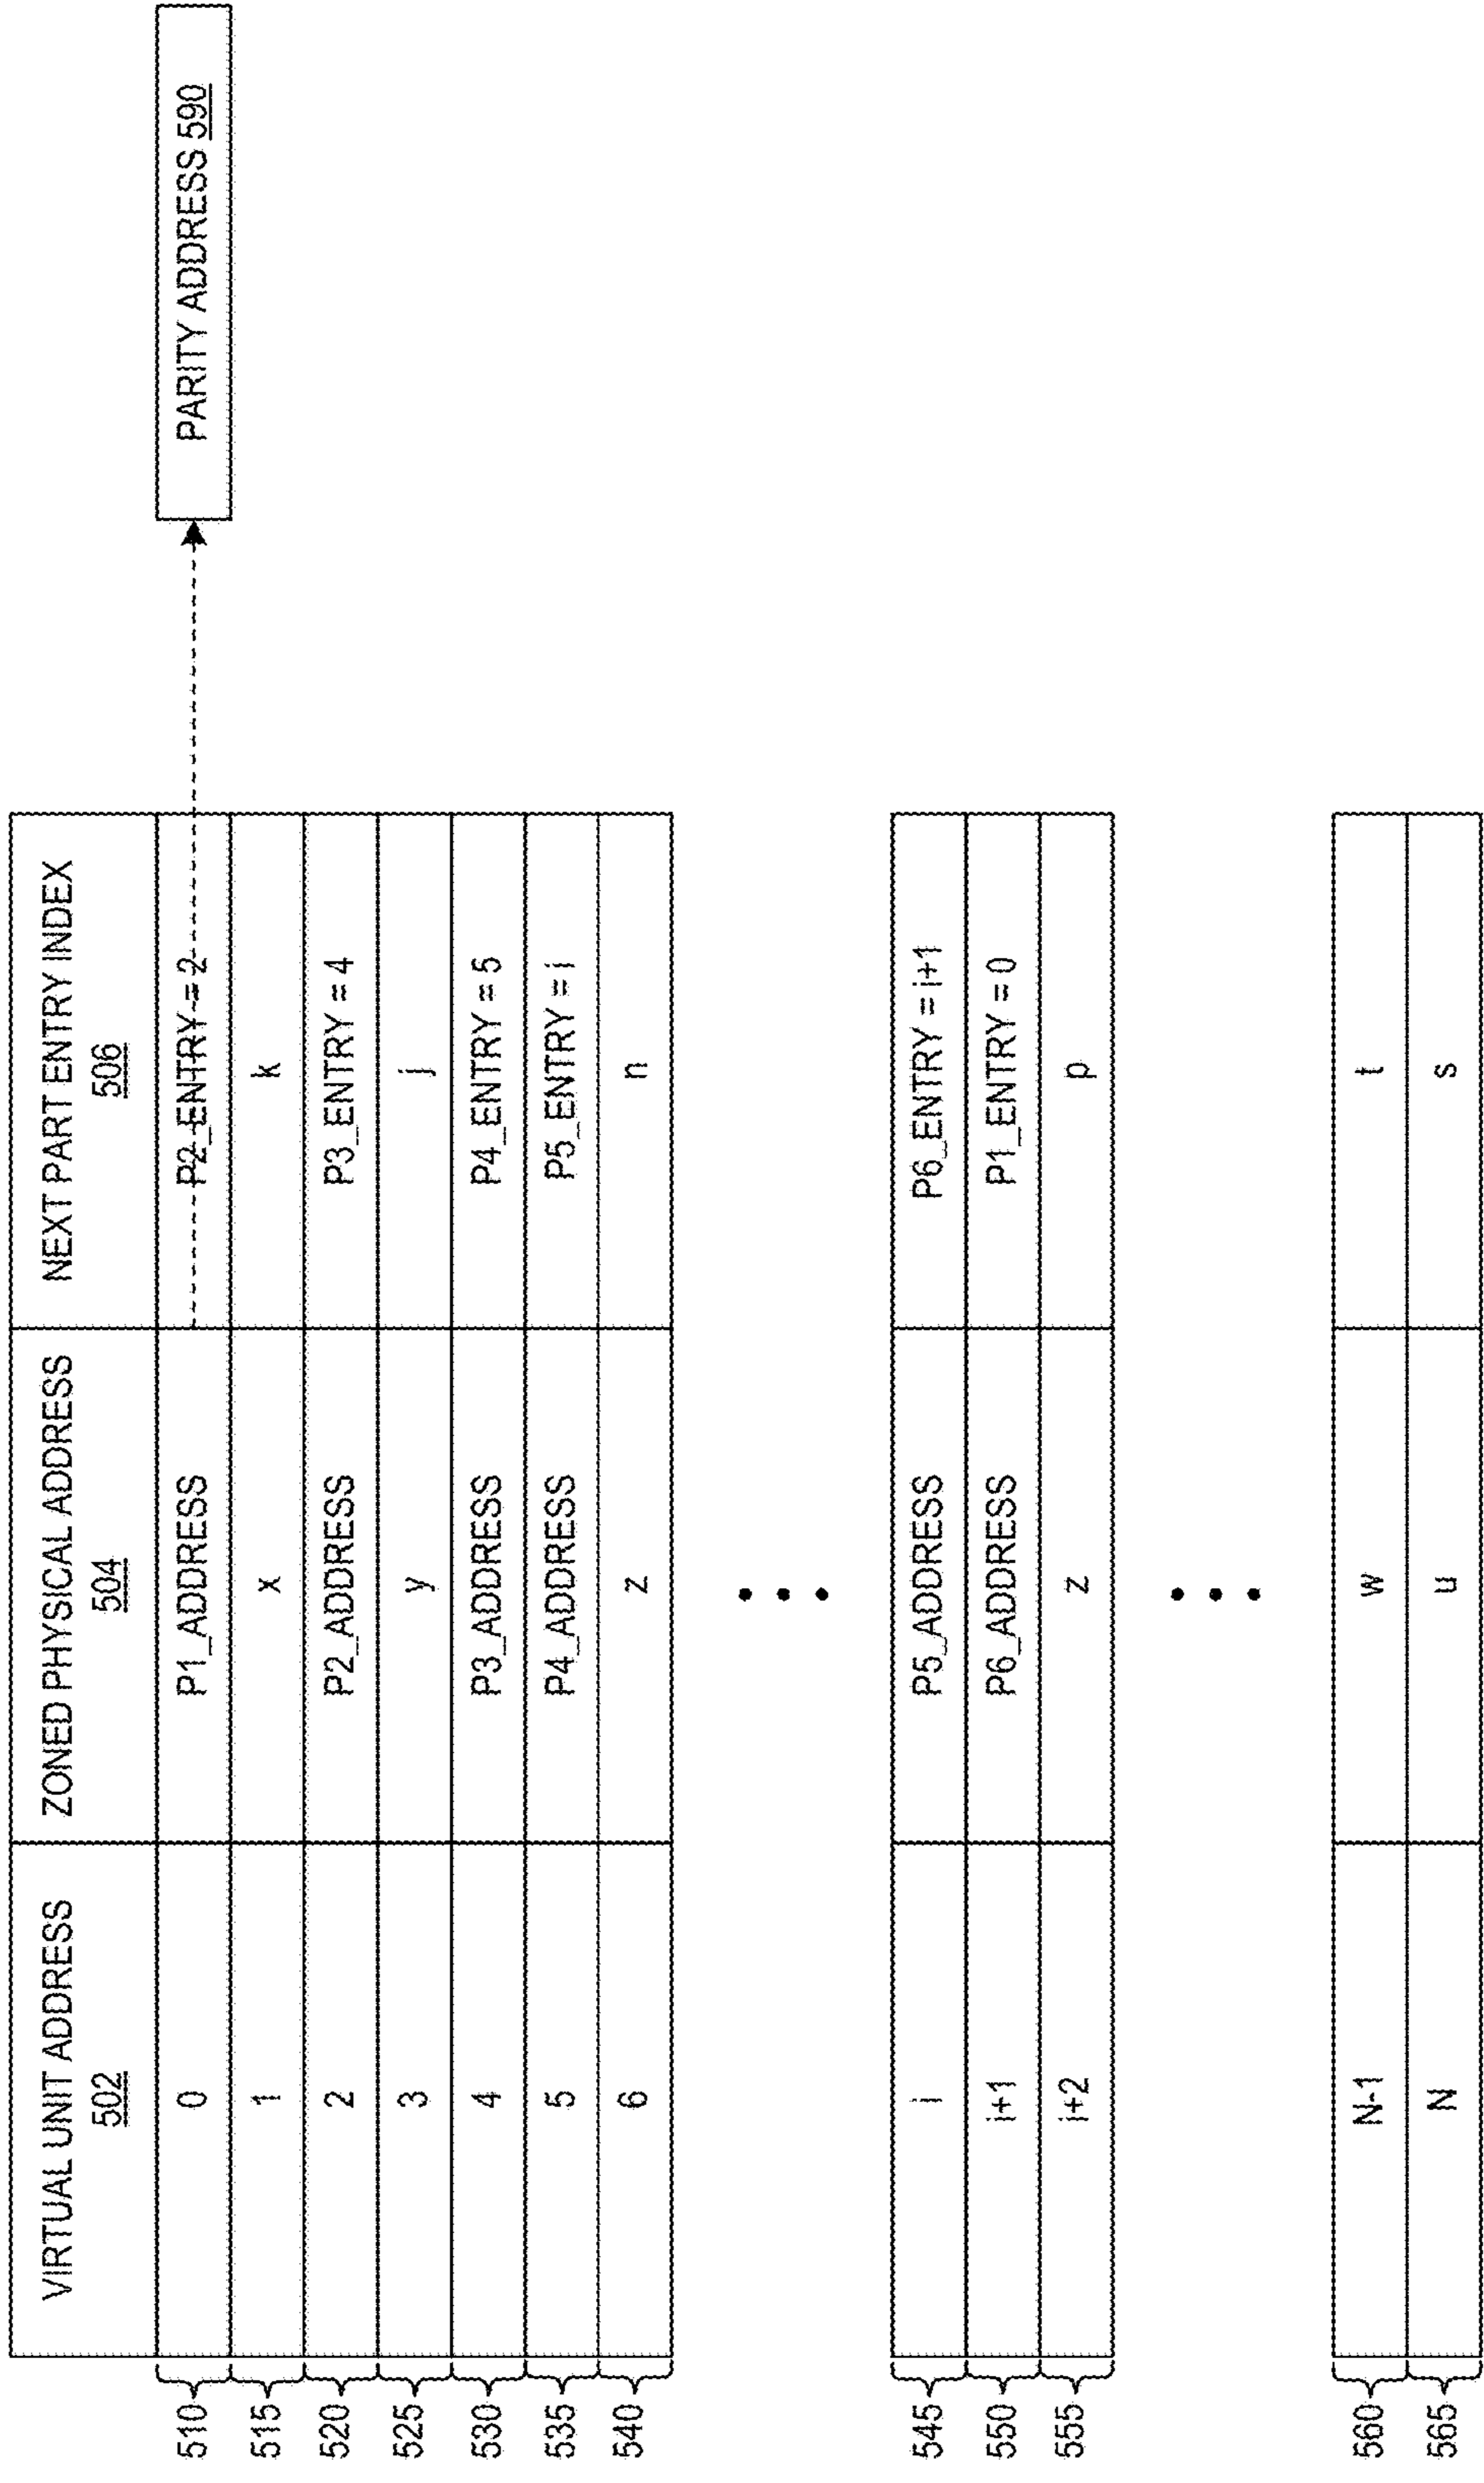 VIRTUAL UNIT ADDRESS
502
ZONED PHYSICAL ADDRESS
504
NEXT PART ENTRY INDEX
506
510
0
P1_ADDRESS
P2_ENTRY = 2
PARITY ADDRESS 590
515
1
x
k
520
2
P2_ADDRESS
P3_ENTRY = 4
525
3
y
j
530
4
P3_ADDRESS
P4_ENTRY = 5
535
5
P4_ADDRESS
P5_ENTRY = i
540
6
z
n
545
i
P5_ADDRESS
P6_ENTRY = i+1
550
i+1
P6_ADDRESS
P1_ENTRY = 0
555
i+2
z
p
560
N-1
w
t
565
N
u
s